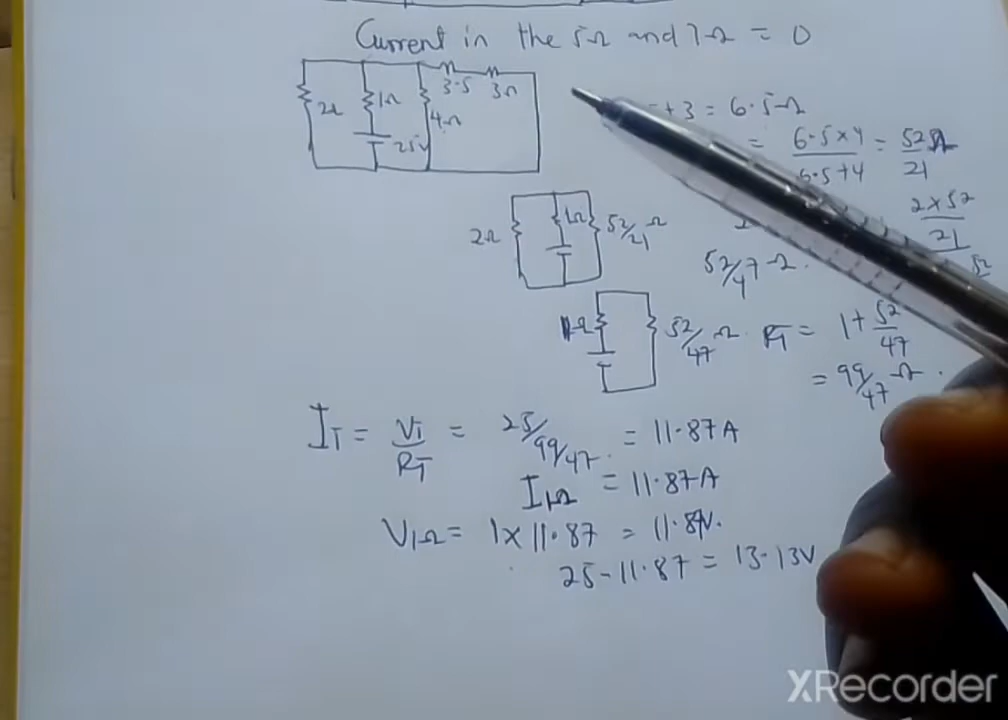 Current in the 5Ω and 7Ω = 0
2Ω 1Ω 3.5 3Ω
4Ω
25V
+ 3 = 6.5Ω
= 6.5×4 / 6.5+4 = 52/21 Ω
2Ω 1Ω 52/21 Ω
2×52 / 21
52
52/47 Ω.
1Ω 52/47 Ω. RT = 1 + 52/47
= 99/47 Ω.
IT = VT/RT = 25/99/47. = 11.87A
I1Ω = 11.87A
V1Ω = 1 × 11.87 = 11.87V.
25 - 11.87 = 13.13V
XRecorder